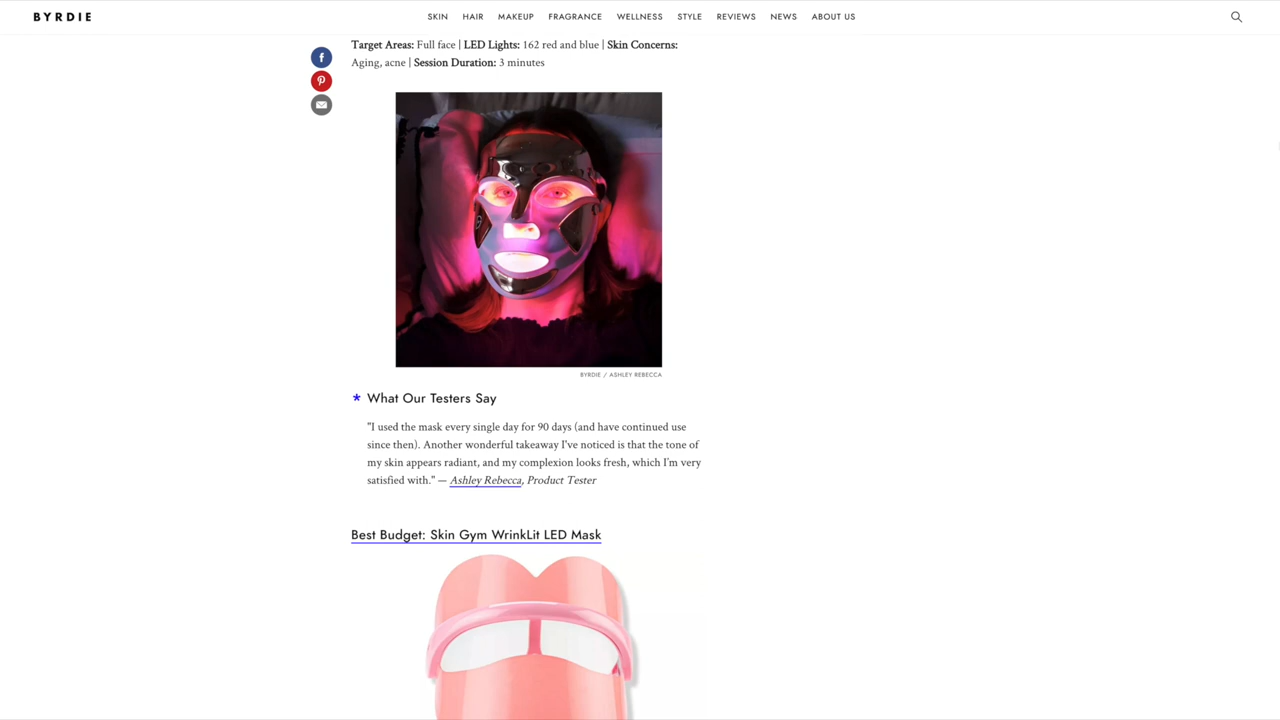 BYRDIE
SKIN HAIR MAKEUP FRAGRANCE WELLNESS STYLE REVIEWS NEWS ABOUT US
Target Areas: Full face | LED Lights: 162 red and blue | Skin Concerns:
Aging, acne | Session Duration: 3 minutes
BYRDIE / ASHLEY REBECCA
* What Our Testers Say
"I used the mask every single day for 90 days (and have continued use
since then). Another wonderful takeaway I've noticed is that the tone of
my skin appears radiant, and my complexion looks fresh, which I'm very
satisfied with." — Ashley Rebecca, Product Tester
Best Budget: Skin Gym WrinkLit LED Mask